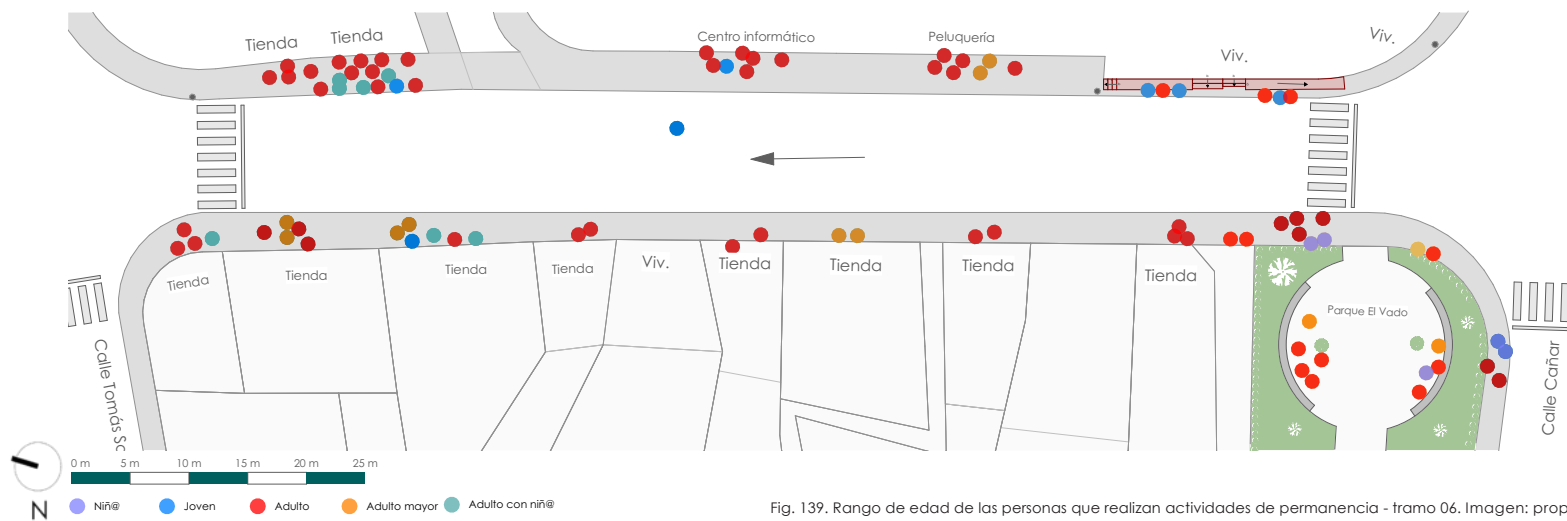 Tienda
Tienda
Centro informático
Peluquería
Viv.
Viv.
Tienda
Tienda
Tienda
Tienda
Viv.
Tienda
Tienda
Tienda
Tienda
Parque El Vado
Calle Tomás
Calle Cañar
0 m 5 m 10 m 15 m 20 m 25 m
N
Niñ@ Joven Adulto Adulto mayor Adulto con niñ@
Fig. 139. Rango de edad de las personas que realizan actividades de permanencia - tramo 06. Imagen: